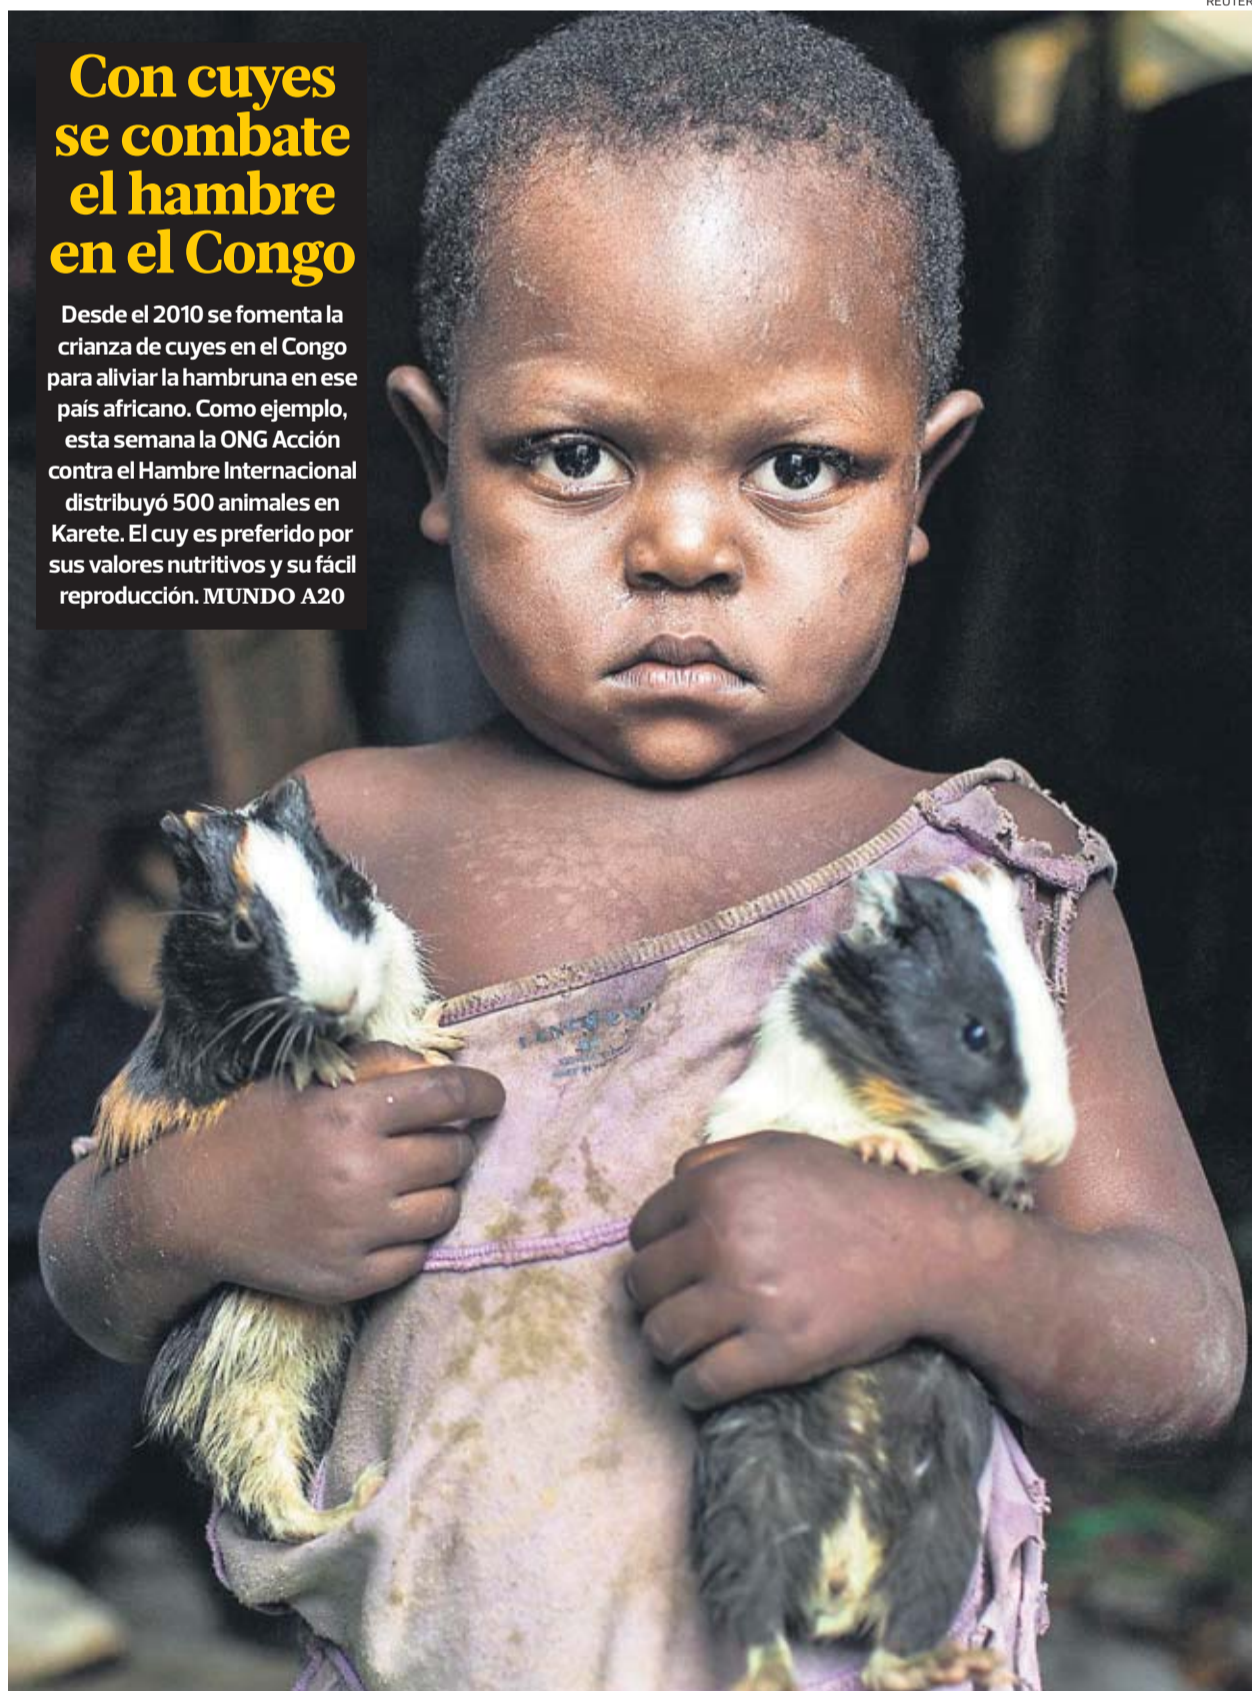 REUTER
Con cuyes
se combate
el hambre
en el Congo
Desde el 2010 se fomenta la
crianza de cuyes en el Congo
para aliviar la hambruna en ese
país africano. Como ejemplo,
esta semana la ONG Acción
contra el Hambre Internacional
distribuyó 500 animales en
Karete. El cuy es preferido por
sus valores nutritivos y su fácil
reproducción. MUNDO A20